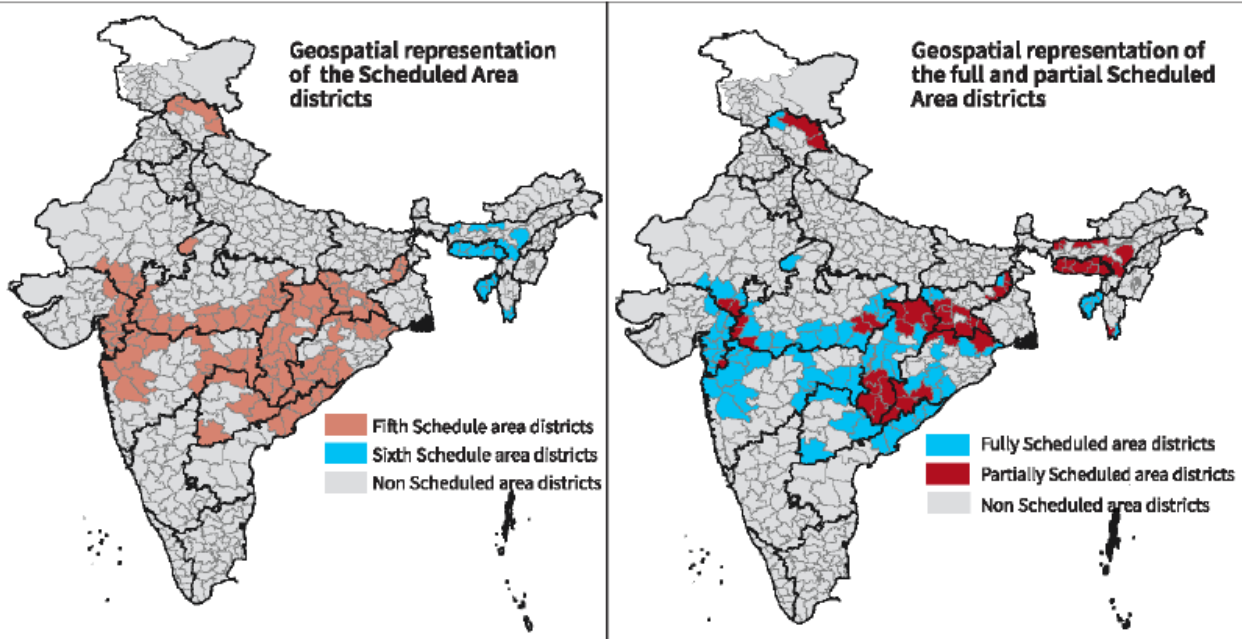 Geospatial representation
of the Scheduled Area
districts
Fifth Schedule area districts
Sixth Schedule area districts
Non Scheduled area districts
Geospatial representation of
the full and partial Scheduled
Area districts
Fully Scheduled area districts
Partially Scheduled area districts
Non Scheduled area districts